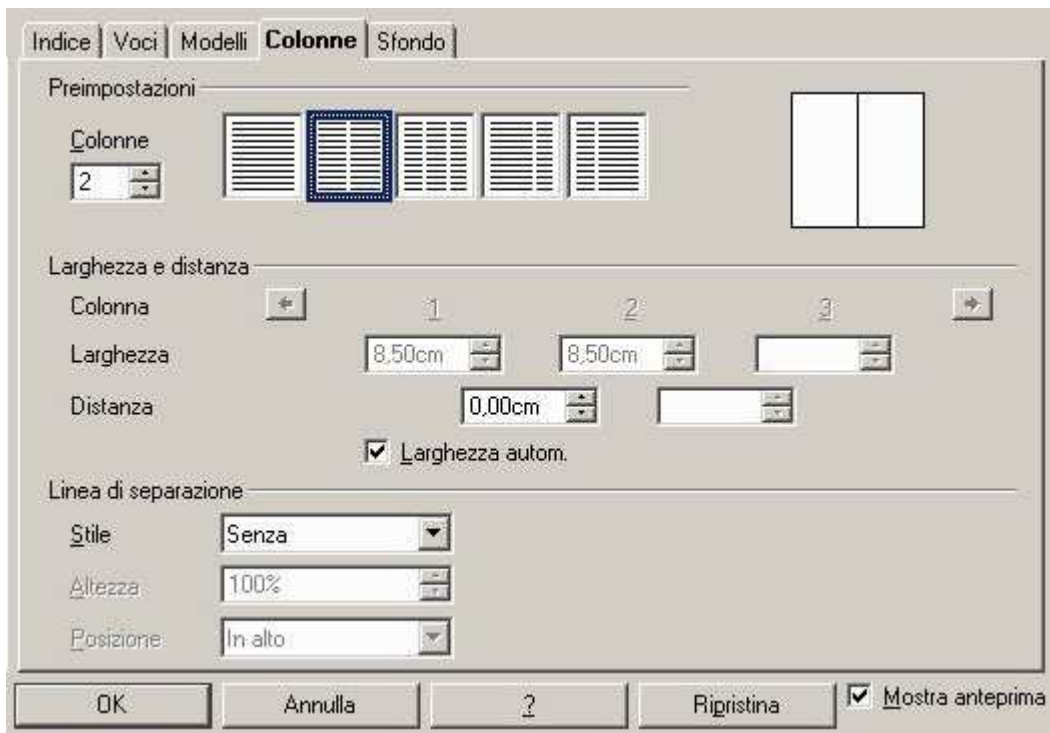 Indice Voci Modelli Colonne Sfondo
Preimpostazioni
Colonne
2
Larghezza e distanza
Colonna 1 2 3
Larghezza 8,50cm 8,50cm
Distanza 0,00cm
Larghezza autom.
Linea di separazione
Stile Senza
Altezza 100%
Posizione In alto
OK Annulla ? Ripristina Mostra anteprima